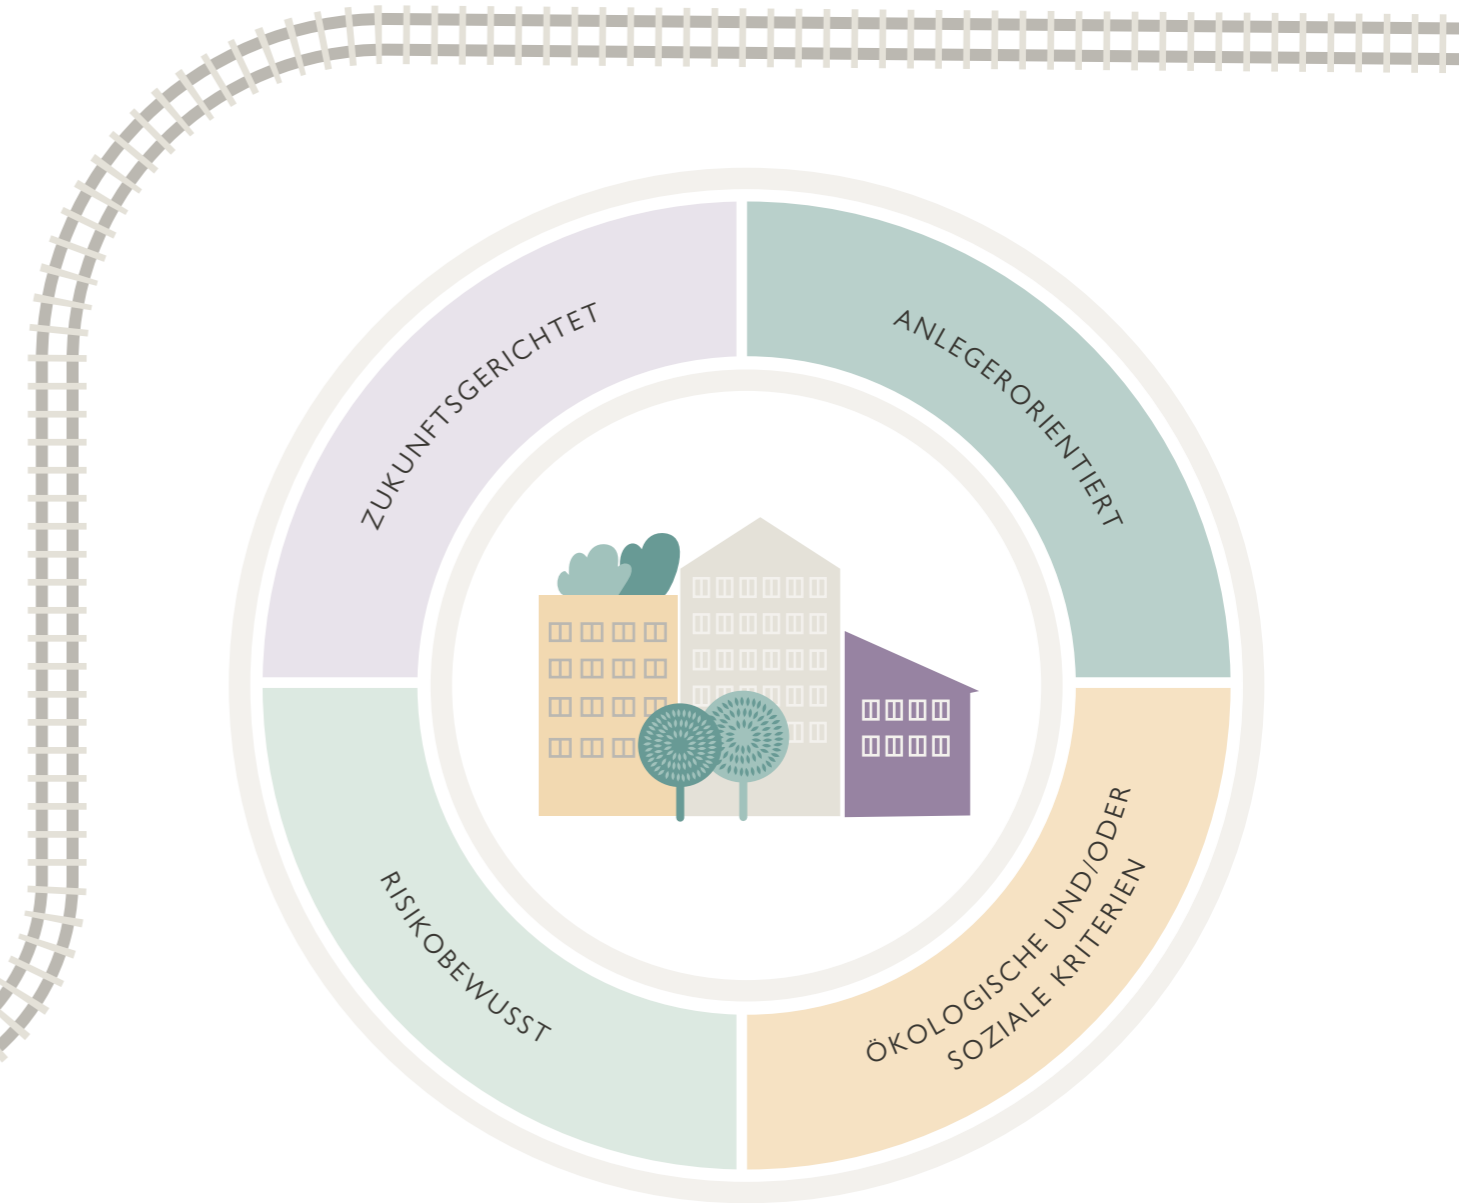 ZUKUNFTSGERICHTET
ANLEGERORIENTIERT
RISIKOBEWUSST
ÖKOLOGISCHE UND/ODER
SOZIALE KRITERIEN